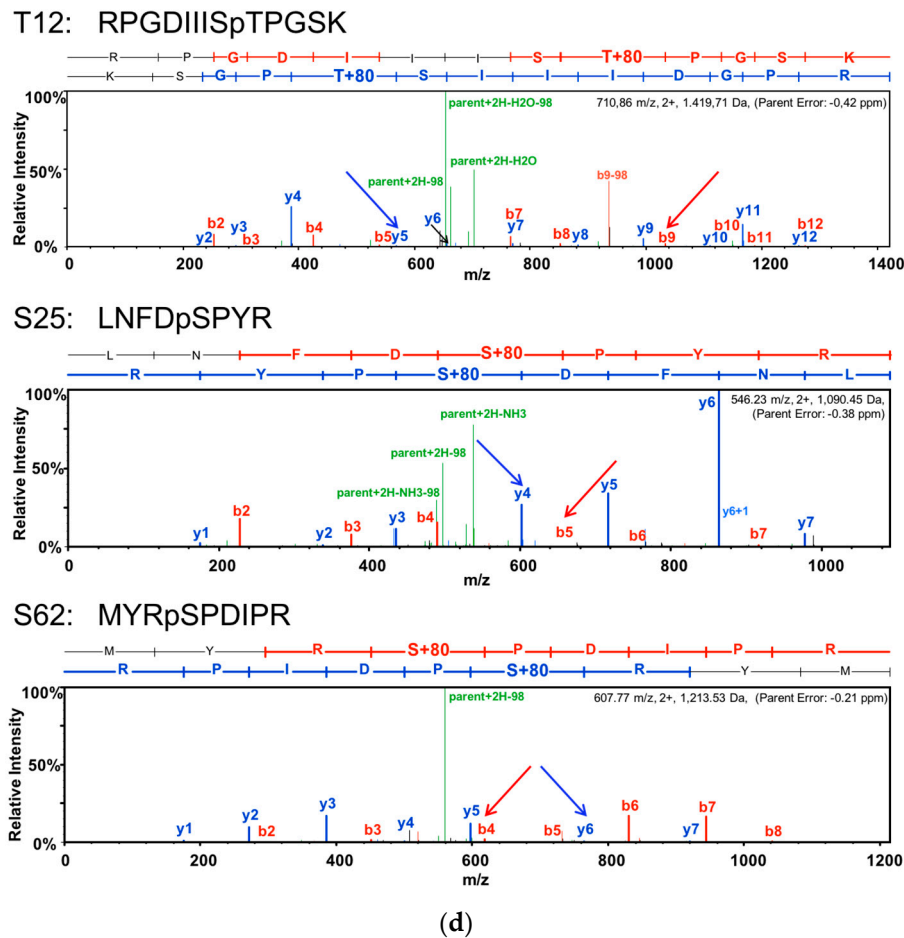 T12: RPGDIIISpTPGSK
R P G D I I I S T+80 P G S K
K S G P T+80 S I I I D G P R
100%
50%
0%
Relative Intensity
710,86 m/z, 2+, 1.419,71 Da, (Parent Error: -0,42 ppm)
parent+2H-H2O-98
parent+2H-H2O
parent+2H-98
b9-98
y2 b2 y3 b3 y4 b4 b5 y5 y6 b7 y7 b8 y8 y9 b9 y10 b10 y11 b11 y12 b12
0 200 400 600 800 1000 1200 1400
m/z
S25: LNFDpSPYR
L N F D S+80 P Y R
R Y P S+80 D F N L
100%
50%
0%
Relative Intensity
546.23 m/z, 2+, 1,090.45 Da,
(Parent Error: -0.38 ppm)
y6
parent+2H-NH3
parent+2H-98
parent+2H-NH3-98
y6+1
y1 b2 y2 b3 y3 b4 y4 b5 y5 b6 b7 y7
0 200 400 600 800 1000
m/z
S62: MYRpSPDIPR
M Y R S+80 P D I P R
R P I D P S+80 R Y M
100%
50%
0%
Relative Intensity
parent+2H-98
607.77 m/z, 2+, 1,213.53 Da, (Parent Error: -0.21 ppm)
y1 y2 b2 y3 b3 y4 y5 b4 b5 y6 b6 y7 b7 b8
0 200 400 600 800 1000 1200
m/z
(d)